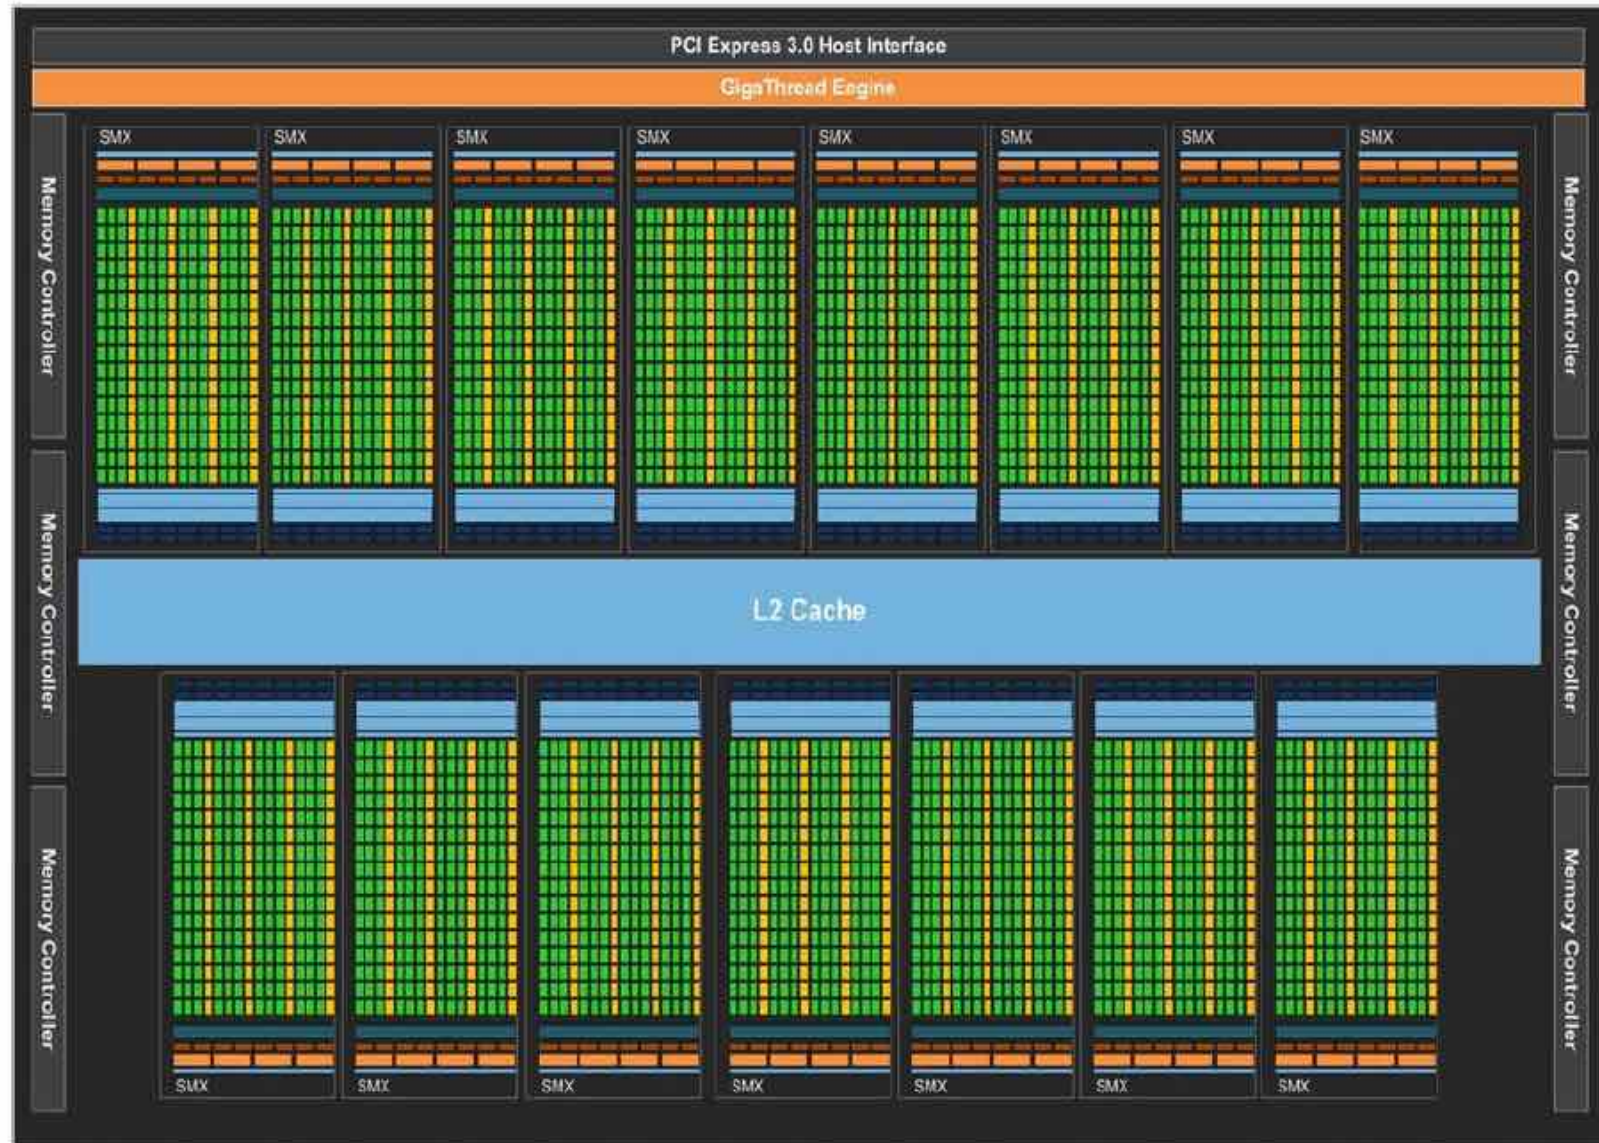 PCI Express 3.0 Host Interface
GigaThread Engine
SMX SMX SMX SMX SMX SMX SMX SMX
Memory Controller
Memory Controller
Memory Controller
Memory Controller
L2 Cache
Memory Controller
Memory Controller
SMX SMX SMX SMX SMX SMX SMX